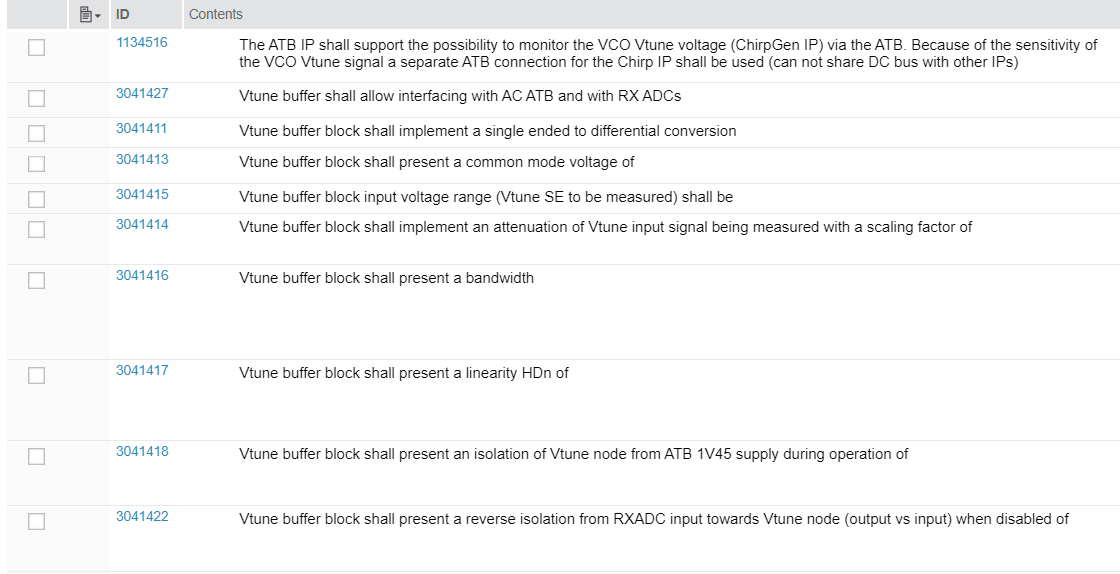 ID Contents
1134516 The ATB IP shall support the possibility to monitor the VCO Vtune voltage (ChirpGen IP) via the ATB. Because of the sensitivity of
the VCO Vtune signal a separate ATB connection for the Chirp IP shall be used (can not share DC bus with other IPs)
3041427 Vtune buffer shall allow interfacing with AC ATB and with RX ADCs
3041411 Vtune buffer block shall implement a single ended to differential conversion
3041413 Vtune buffer block shall present a common mode voltage of
3041415 Vtune buffer block input voltage range (Vtune SE to be measured) shall be
3041414 Vtune buffer block shall implement an attenuation of Vtune input signal being measured with a scaling factor of
3041416 Vtune buffer block shall present a bandwidth
3041417 Vtune buffer block shall present a linearity HDn of
3041418 Vtune buffer block shall present an isolation of Vtune node from ATB 1V45 supply during operation of
3041422 Vtune buffer block shall present a reverse isolation from RXADC input towards Vtune node (output vs input) when disabled of